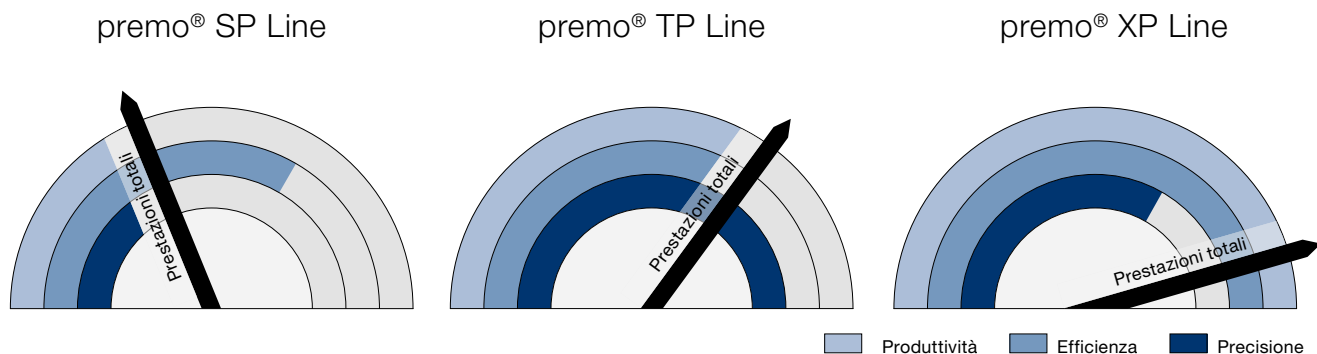 premo® SP Line
premo® TP Line
premo® XP Line
Prestazioni totali
Prestazioni totali
Prestazioni totali
Produttività
Efficienza
Precisione